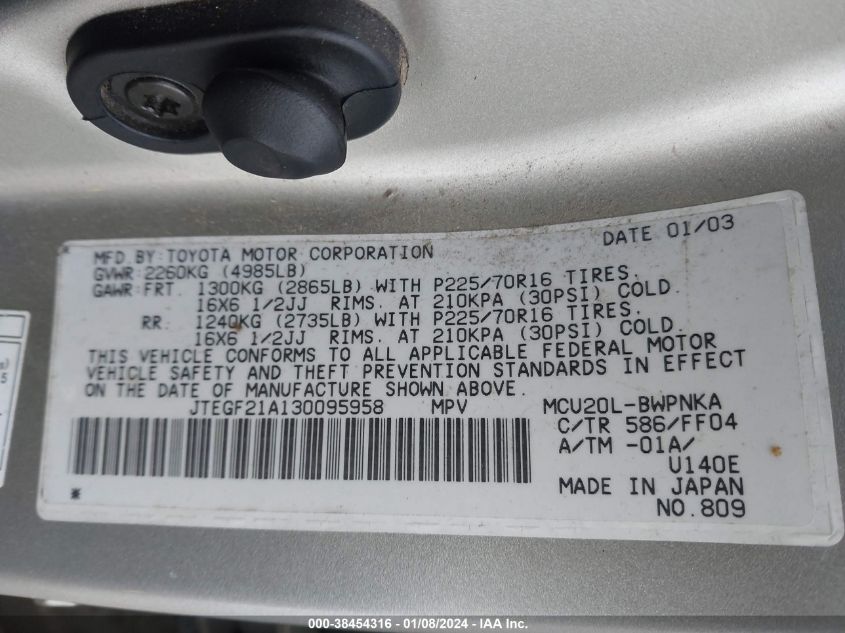 MFD. BY: TOYOTA MOTOR CORPORATION DATE 01/03
GVWR: 2260KG (4985LB)
GAWR: FRT. 1300KG (2865LB) WITH P225/70R16 TIRES.
16X6 1/2JJ RIMS. AT 210KPA (30PSI) COLD.
RR. 1240KG (2735LB) WITH P225/70R16 TIRES.
16X6 1/2JJ RIMS. AT 210KPA (30PSI) COLD.
THIS VEHICLE CONFORMS TO ALL APPLICABLE FEDERAL MOTOR
VEHICLE SAFETY AND THEFT PREVENTION STANDARDS IN EFFECT
ON THE DATE OF MANUFACTURE SHOWN ABOVE.
JTEGF21A130095958 MPV MCU20L-BWPNKA
C/TR 586/FF04
A/TM -01A/
U140E
MADE IN JAPAN
* NO.809
000-38454316 - 01/08/2024 - IAA Inc.